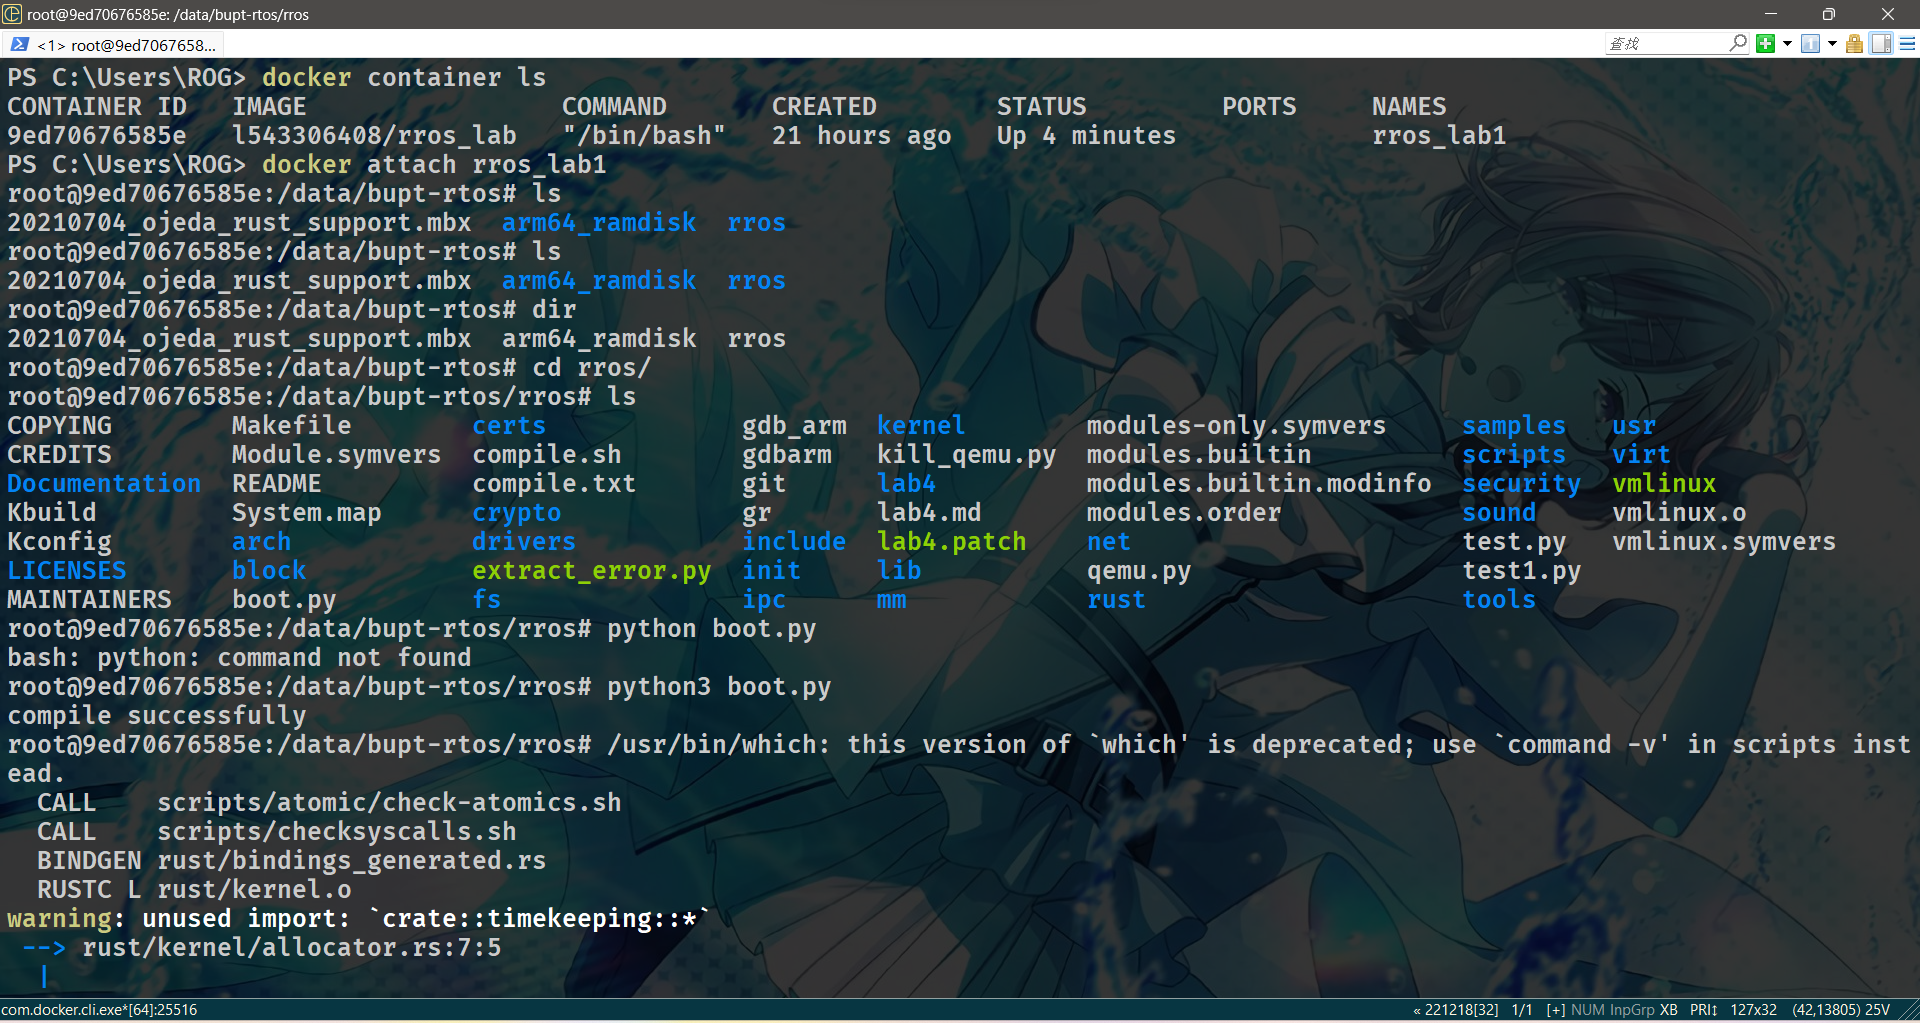 root@9ed70676585e: /data/bupt-rtos/rros
<1> root@9ed7067658...
查找
PS C:\Users\ROG> docker container ls
CONTAINER ID   IMAGE                 COMMAND       CREATED         STATUS         PORTS     NAMES
9ed70676585e   l543306408/rros_lab   "/bin/bash"   21 hours ago   Up 4 minutes             rros_lab1
PS C:\Users\ROG> docker attach rros_lab1
root@9ed70676585e:/data/bupt-rtos# ls
20210704_ojeda_rust_support.mbx  arm64_ramdisk  rros
root@9ed70676585e:/data/bupt-rtos# ls
20210704_ojeda_rust_support.mbx  arm64_ramdisk  rros
root@9ed70676585e:/data/bupt-rtos# dir
20210704_ojeda_rust_support.mbx  arm64_ramdisk  rros
root@9ed70676585e:/data/bupt-rtos# cd rros/
root@9ed70676585e:/data/bupt-rtos/rros# ls
COPYING        Makefile        certs             gdb_arm  kernel        modules-only.symvers     samples   usr
CREDITS        Module.symvers  compile.sh        gdbarm   kill_qemu.py  modules.builtin          scripts   virt
Documentation  README          compile.txt       git      lab4          modules.builtin.modinfo  security  vmlinux
Kbuild         System.map      crypto            gr       lab4.md       modules.order            sound     vmlinux.o
Kconfig        arch            drivers           include  lab4.patch    net                      test.py   vmlinux.symvers
LICENSES       block           extract_error.py  init     lib           qemu.py                  test1.py
MAINTAINERS    boot.py         fs                ipc      mm            rust                     tools
root@9ed70676585e:/data/bupt-rtos/rros# python boot.py
bash: python: command not found
root@9ed70676585e:/data/bupt-rtos/rros# python3 boot.py
compile successfully
root@9ed70676585e:/data/bupt-rtos/rros# /usr/bin/which: this version of `which' is deprecated; use `command -v' in scripts inst
ead.
  CALL    scripts/atomic/check-atomics.sh
  CALL    scripts/checksyscalls.sh
  BINDGEN rust/bindings_generated.rs
  RUSTC L rust/kernel.o
warning: unused import: `crate::timekeeping::*`
 --> rust/kernel/allocator.rs:7:5
  |
com.docker.cli.exe*[64]:25516
« 221218[32]  1/1  [+] NUM InpGrp XB  PRI↕  127x32  (42,13805) 25V